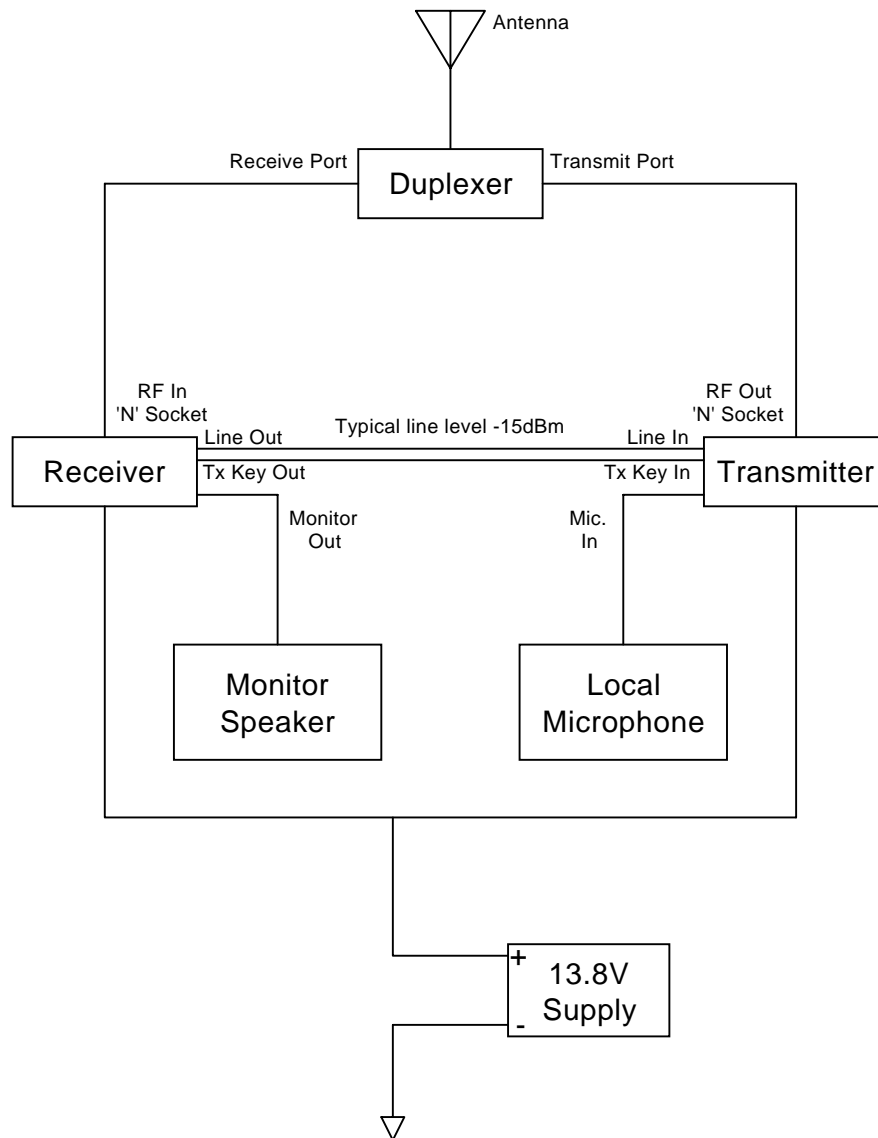 Antenna
Receive Port
Transmit Port
Duplexer
RF In
'N' Socket
RF Out
'N' Socket
Typical line level -15dBm
Line Out
Line In
Receiver
Transmitter
Tx Key Out
Tx Key In
Monitor
Out
Mic.
In
Monitor
Speaker
Local
Microphone
+
13.8V
Supply
-